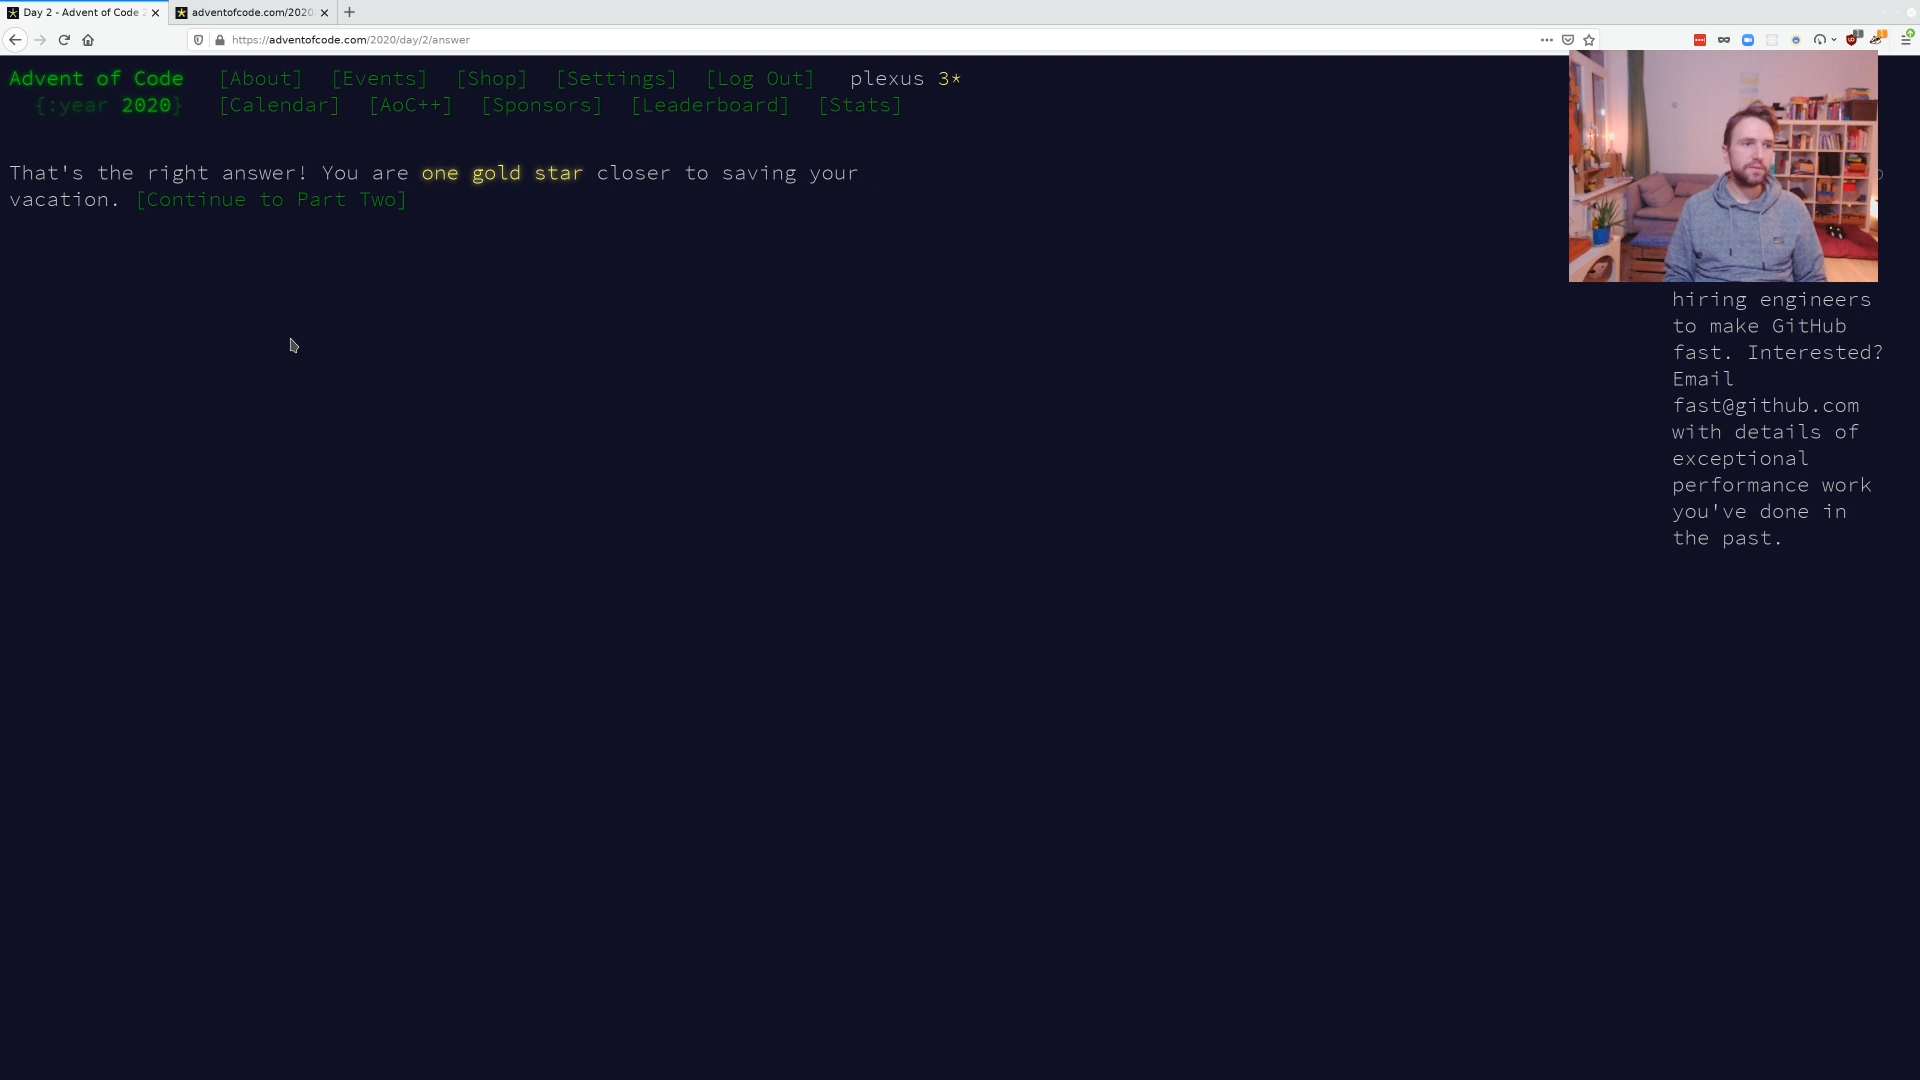 Day 2 - Advent of Code 2
adventofcode.com/2020
https://adventofcode.com/2020/day/2/answer
Advent of Code [About] [Events] [Shop] [Settings] [Log Out] plexus 3*
{:year 2020} [Calendar] [AoC++] [Sponsors] [Leaderboard] [Stats]
That's the right answer! You are one gold star closer to saving your
vacation. [Continue to Part Two]
hiring engineers
to make GitHub
fast. Interested?
Email
fast@github.com
with details of
exceptional
performance work
you've done in
the past.